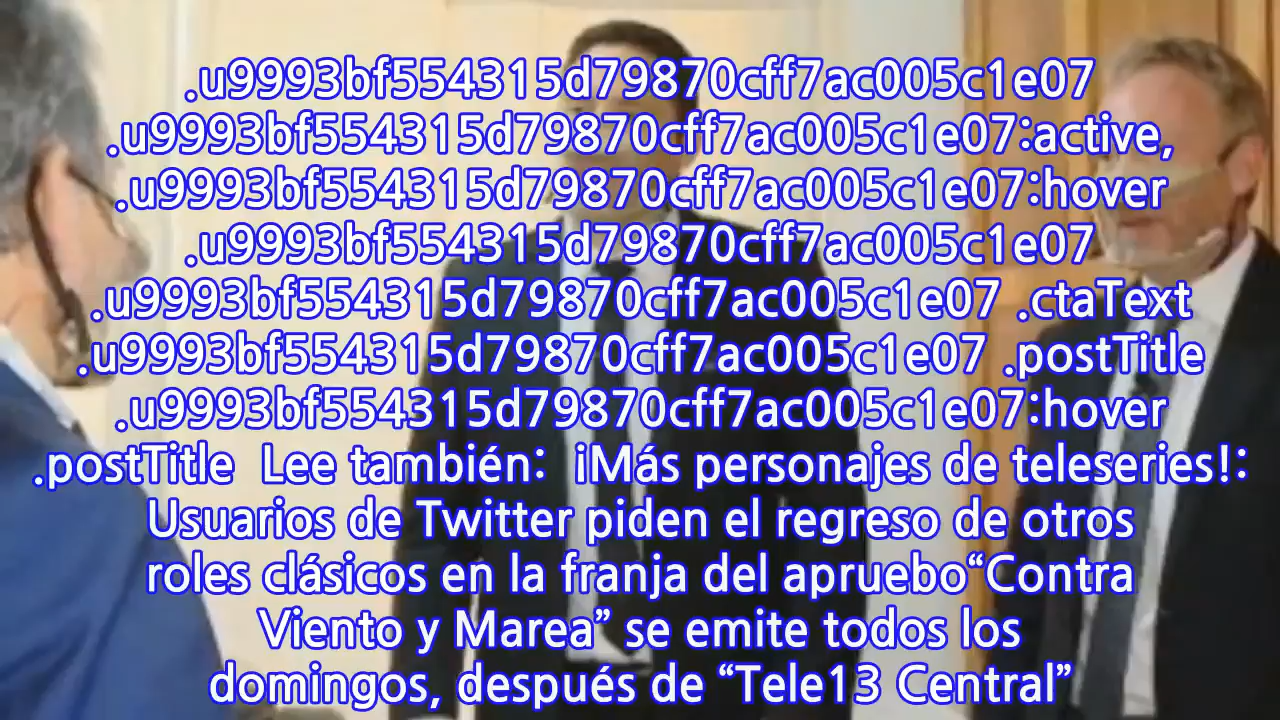 .u9993bf554315d79870cff7ac005c1e07
.u9993bf554315d79870cff7ac005c1e07:active,
.u9993bf554315d79870cff7ac005c1e07:hover
.u9993bf554315d79870cff7ac005c1e07
.u9993bf554315d79870cff7ac005c1e07 .ctaText
.u9993bf554315d79870cff7ac005c1e07 .postTitle
.u9993bf554315d79870cff7ac005c1e07:hover
.postTitle  Lee también:  ¡Más personajes de teleseries!:
Usuarios de Twitter piden el regreso de otros
roles clásicos en la franja del apruebo“Contra
Viento y Marea” se emite todos los
domingos, después de “Tele13 Central”